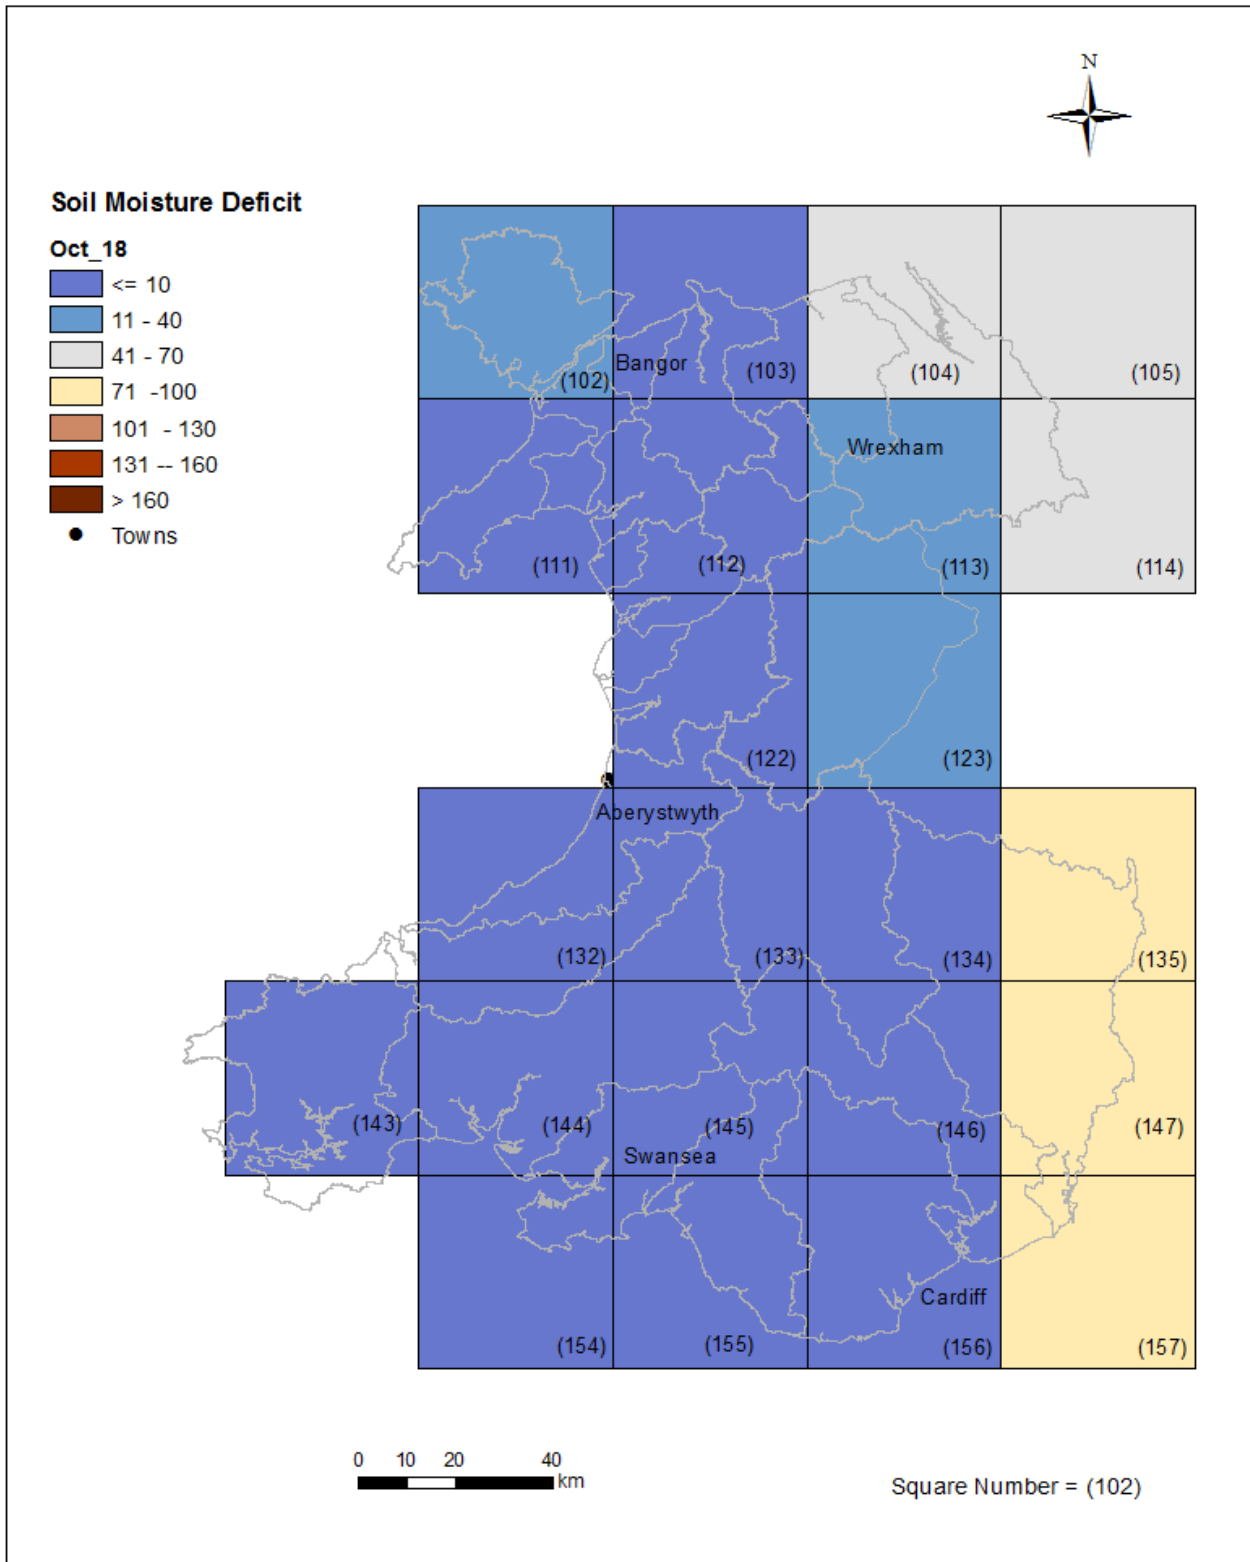 N
Soil Moisture Deficit
Oct_18
<= 10
11 - 40
41 - 70
71 -100
101 - 130
131 -- 160
> 160
Towns
Bangor
(102)
(103)
(104)
(105)
Wrexham
(111)
(112)
(113)
(114)
(122)
(123)
Aberystwyth
(132)
(133)
(134)
(135)
(143)
(144)
(145)
(146)
(147)
Swansea
Cardiff
(154)
(155)
(156)
(157)
0 10 20 40
km
Square Number = (102)